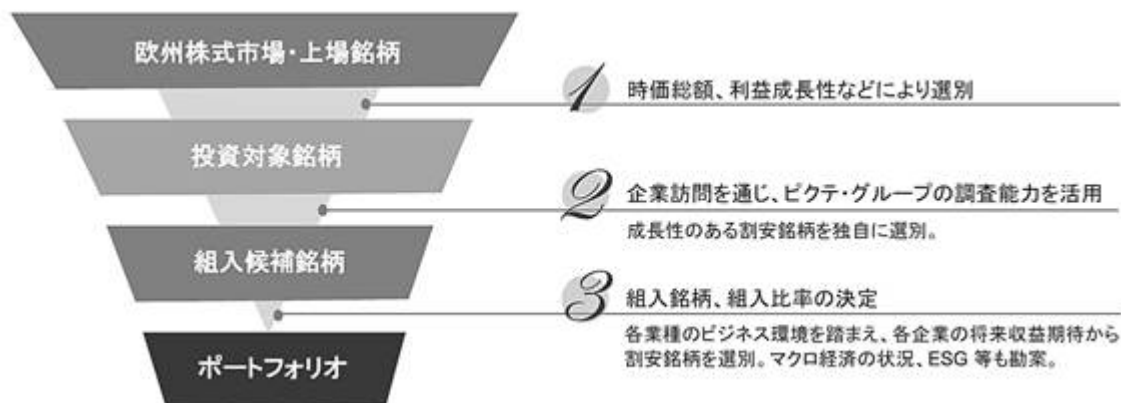 欧州株式市場・上場銘柄
1 時価総額、利益成長性などにより選別
投資対象銘柄
2 企業訪問を通じ、ピクテ・グループの調査能力を活用
成長性のある割安銘柄を独自に選別。
組入候補銘柄
3 組入銘柄、組入比率の決定
各業種のビジネス環境を踏まえ、各企業の将来収益期待から
割安銘柄を選別。マクロ経済の状況、ESG 等も勘案。
ポートフォリオ